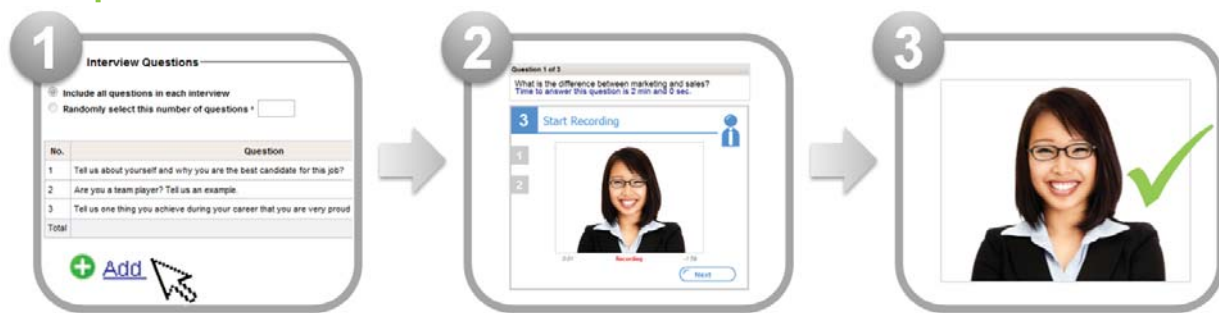 1
Interview Questions
Include all questions in each interview
Randomly select this number of questions *
No. Question
1 Tell us about yourself and why you are the best candidate for this job?
2 Are you a team player? Tell us an example.
3 Tell us one thing you achieve during your career that you are very proud
Total
Add
2
Question 1 of 3
What is the difference between marketing and sales?
Time to answer this question is 2 min and 0 sec.
3 Start Recording
1
2
Recording
Next
3